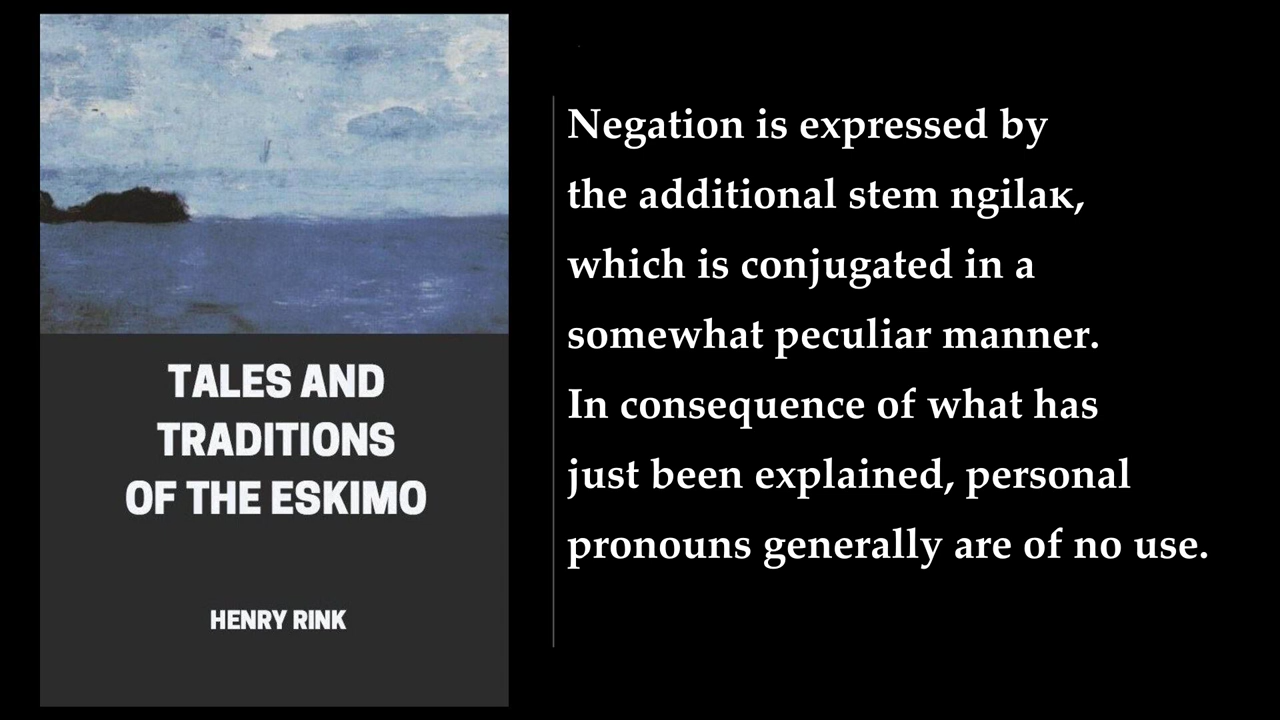 TALES AND
TRADITIONS
OF THE ESKIMO
HENRY RINK
Negation is expressed by
the additional stem ngilaĸ,
which is conjugated in a
somewhat peculiar manner.
In consequence of what has
just been explained, personal
pronouns generally are of no use.